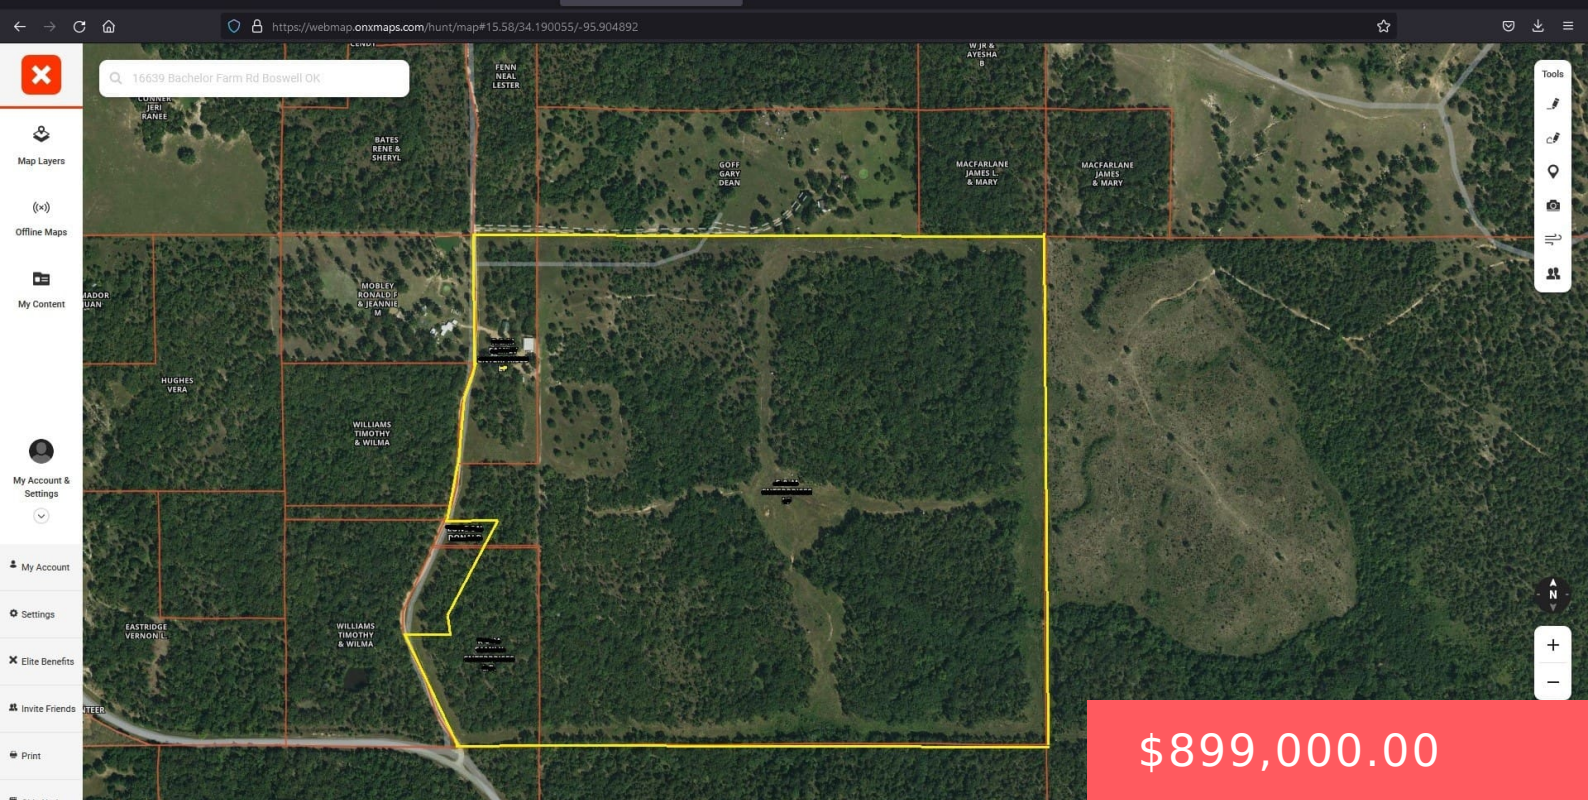 https://webmap.onxmaps.com/hunt/map#15.58/34.190055/-95.904892
16639 Bachelor Farm Rd Boswell OK
Map Layers
Offline Maps
My Content
My Account &
Settings
My Account
Settings
Elite Benefits
Invite Friends
Print
Tools
N
FENN
NEAL
LESTER
W JR &
AYESHA
B
CONNER
JERI
RANEE
BATES
RENE &
SHERYL
GOFF
GARY
DEAN
MACFARLANE
JAMES L.
& MARY
MACFARLANE
JAMES
& MARY
MOBLEY
RONALD F
& JEANNIE
M
HUGHES
VERA
WILLIAMS
TIMOTHY
& WILMA
EASTRIDGE
VERNON L.
WILLIAMS
TIMOTHY
& WILMA
$899,000.00